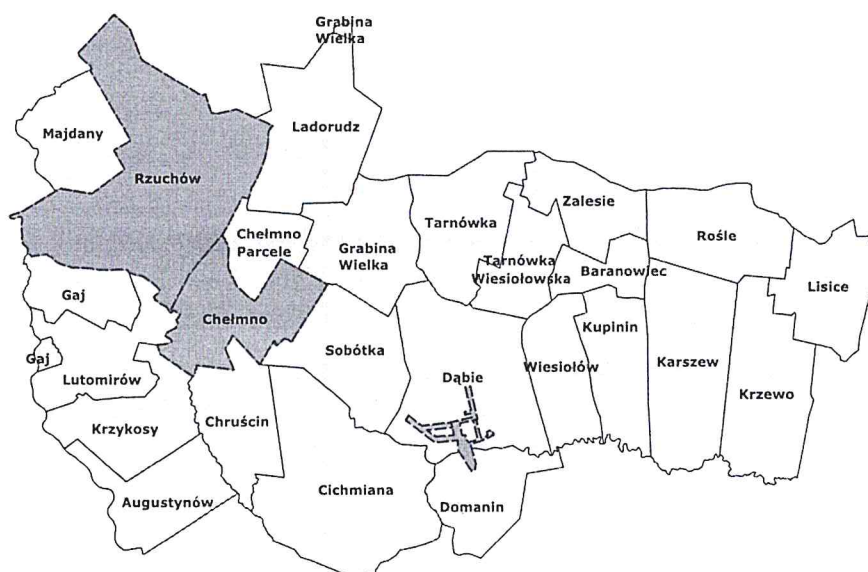 Grabina
Wielka
Majdany
Ladorudz
Rzuchów
Zalesie
Tarnówka
Chełmno
Parcele
Grabina
Wielka
Rośle
Tarnówka
Wiesiołowska
Baranowiec
Gaj
Lisice
Chełmno
Kupinin
Sobótka
Gaj
Wiesiołów
Karszew
Lutomirów
Dąbie
Krzewo
Krzykosy
Chruścin
Augustynów
Cichmiana
Domanin